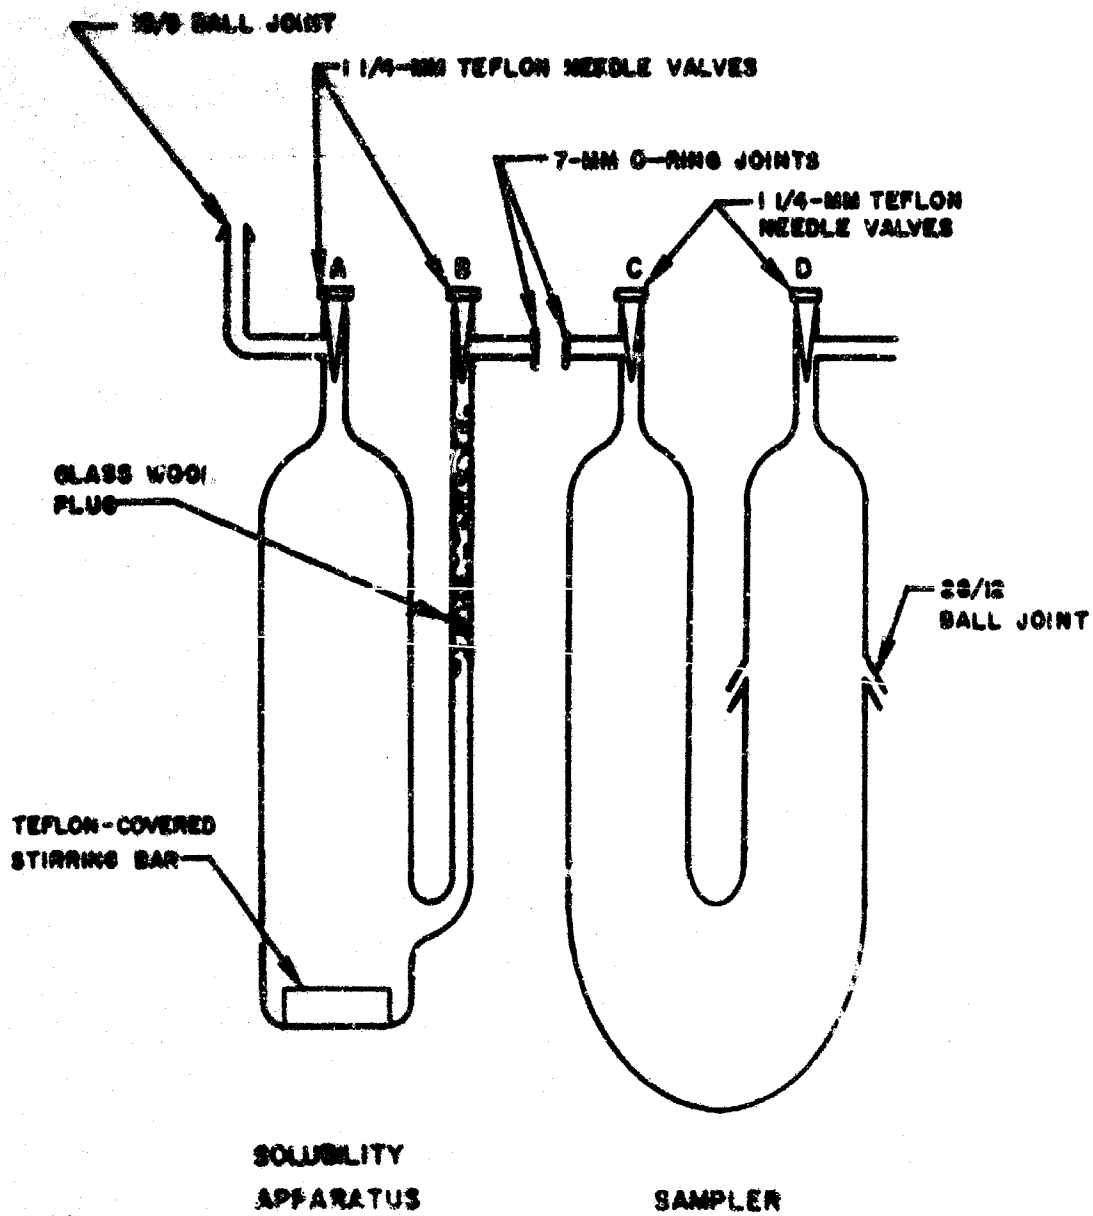 BALL JOINT
1 1/4-MM TEFLON NEEDLE VALVES
7-MM O-RING JOINTS
1 1/4-MM TEFLON
NEEDLE VALVES
A
B
C
D
GLASS WOOL
PLUG
28/12
BALL JOINT
TEFLON-COVERED
STIRRING BAR
SOLUBILITY
APPARATUS
SAMPLER